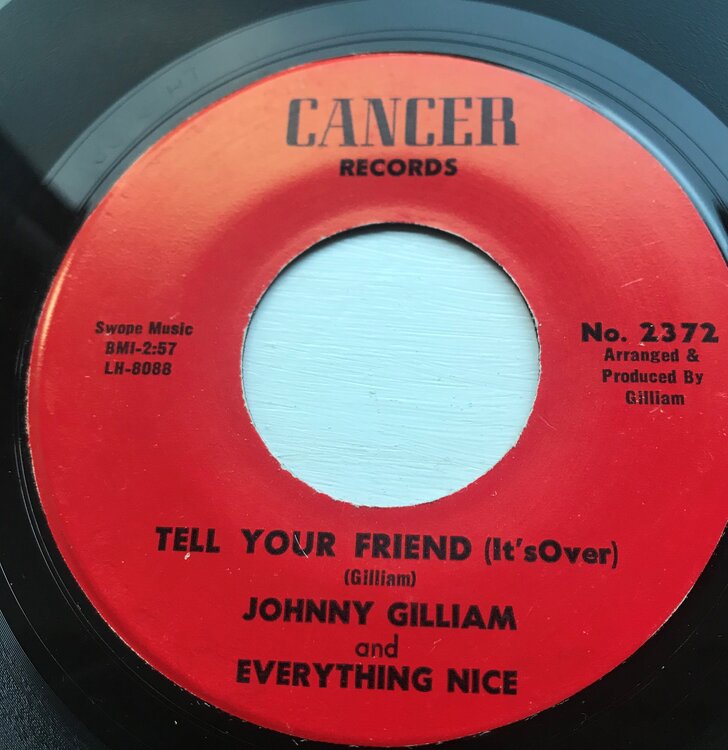 CANCER
RECORDS
Swope Music
BMI-2:57
LH-8088
No. 2372
Arranged &
Produced By
Gilliam
TELL YOUR FRIEND (It'sOver)
(Gilliam)
JOHNNY GILLIAM
and
EVERYTHING NICE